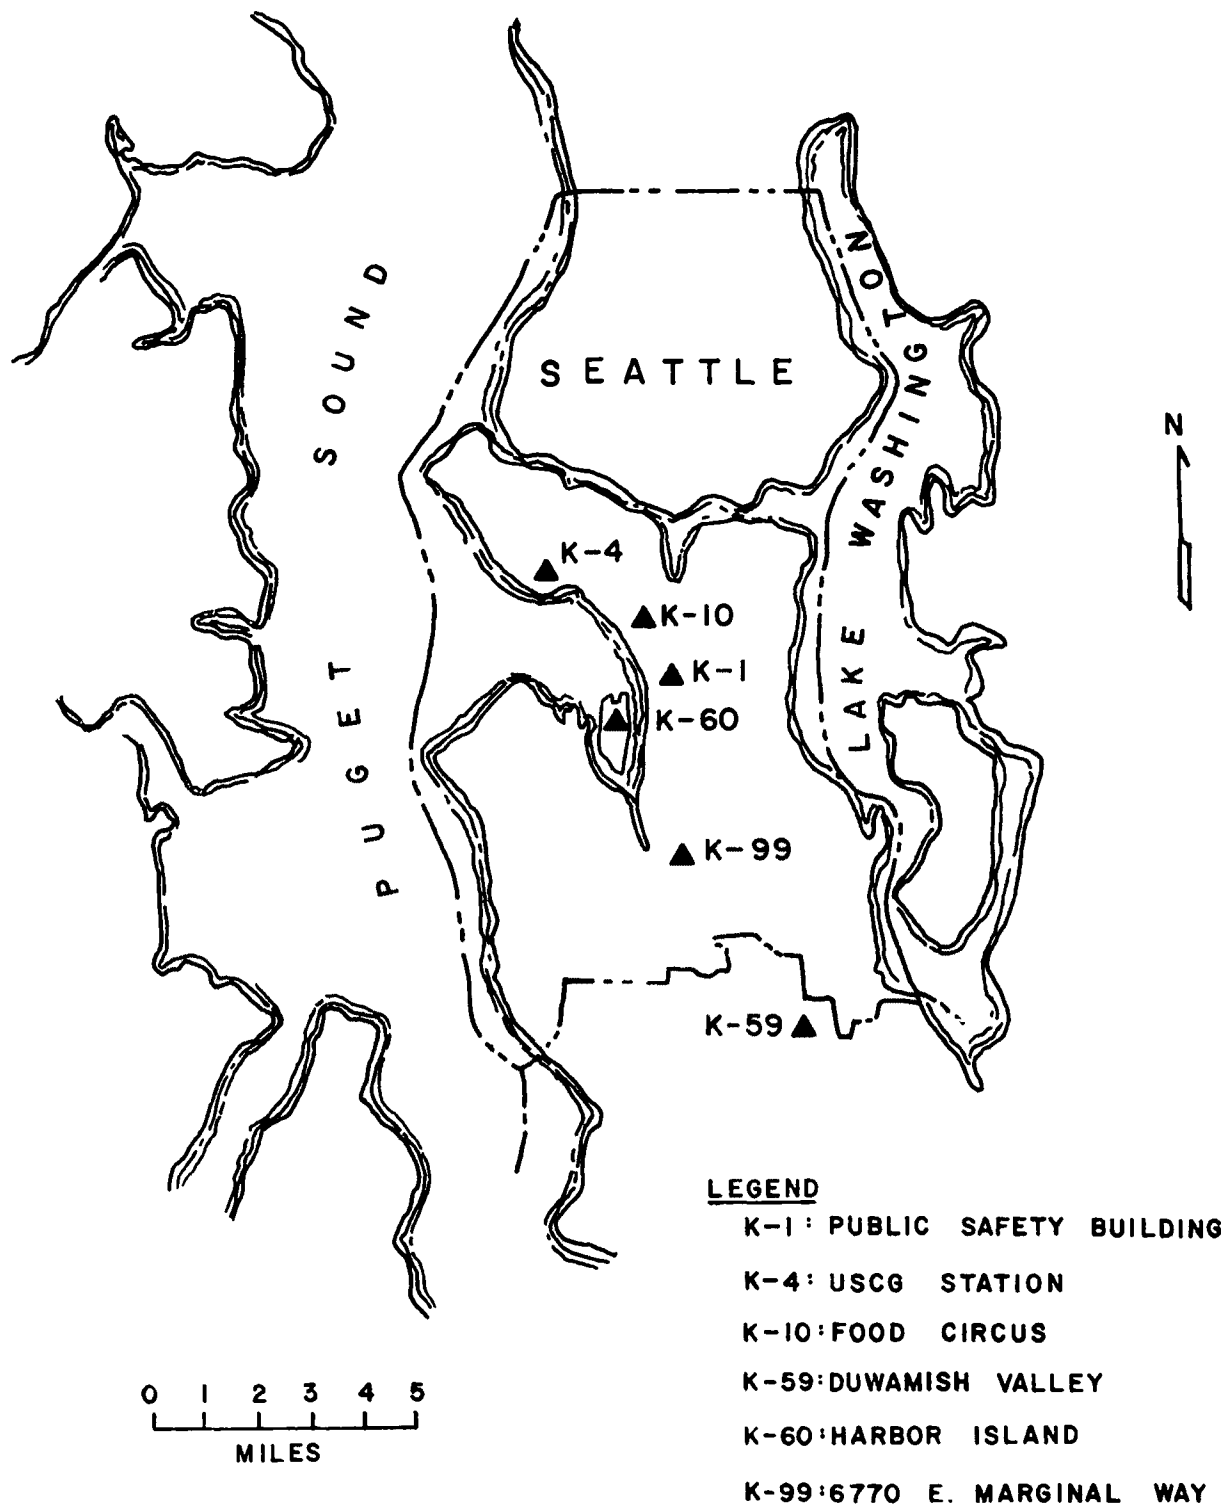 PUGET SOUND
SEATTLE
LAKE WASHINGTON
N
K-4
K-10
K-1
K-60
K-99
K-59
LEGEND
K-1: PUBLIC SAFETY BUILDING
K-4: USCG STATION
K-10: FOOD CIRCUS
K-59: DUWAMISH VALLEY
K-60: HARBOR ISLAND
K-99: 6770 E. MARGINAL WAY
0 1 2 3 4 5
MILES